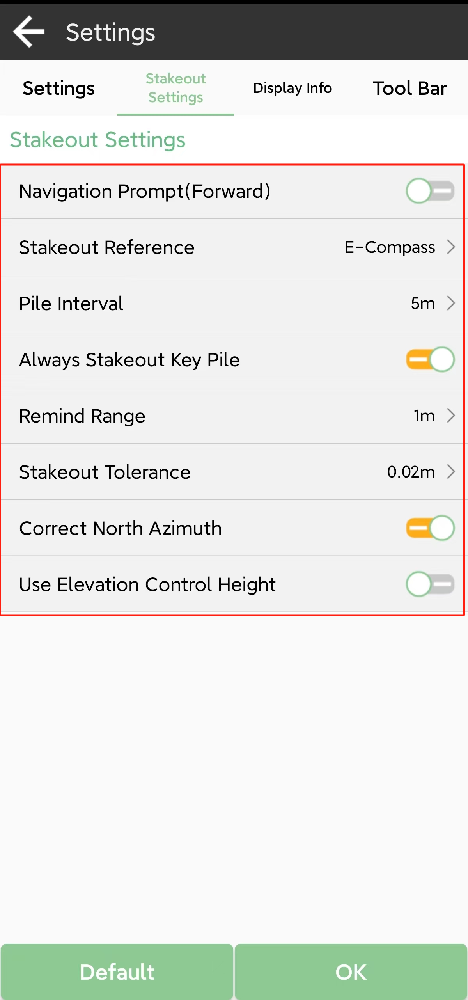 Settings
Settings
Stakeout
Settings
Display Info
Tool Bar
Stakeout Settings
Navigation Prompt(Forward)
Stakeout Reference E-Compass
Pile Interval 5m
Always Stakeout Key Pile
Remind Range 1m
Stakeout Tolerance 0.02m
Correct North Azimuth
Use Elevation Control Height
Default OK